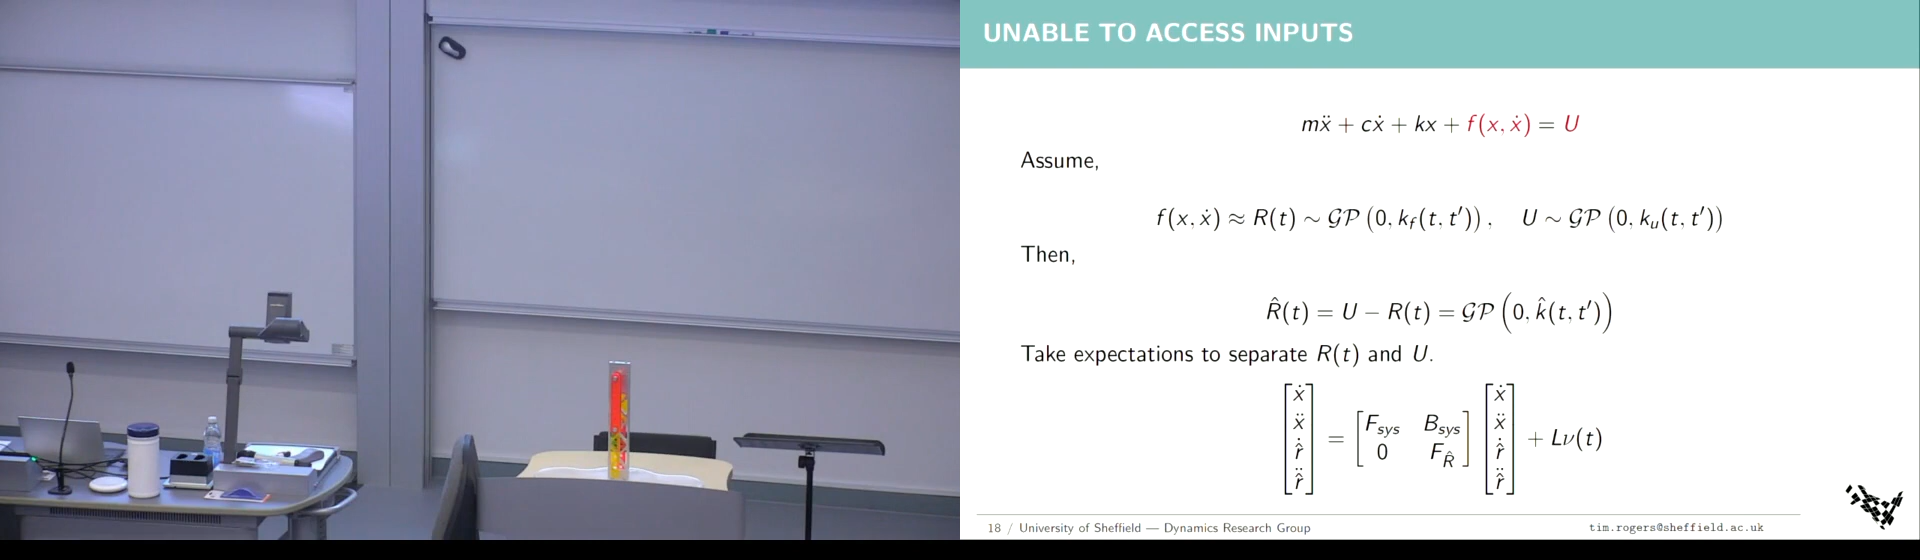 UNABLE TO ACCESS INPUTS
mẍ + cẋ + kx + f(x, ẋ) = U
Assume,
f(x, ẋ) ≈ R(t) ∼ 𝒢𝒫 (0, k_f(t, t′)) ,   U ∼ 𝒢𝒫 (0, k_u(t, t′))
Then,
R̂(t) = U − R(t) = 𝒢𝒫 (0, k̂(t, t′))
Take expectations to separate R(t) and U.
[ẋ ẍ r̂̇ r̂̈] = [F_sys B_sys 0 F_R̂] [ẋ ẍ r̂̇ r̂̈] + Lν(t)
18 / University of Sheffield — Dynamics Research Group
tim.rogers@sheffield.ac.uk